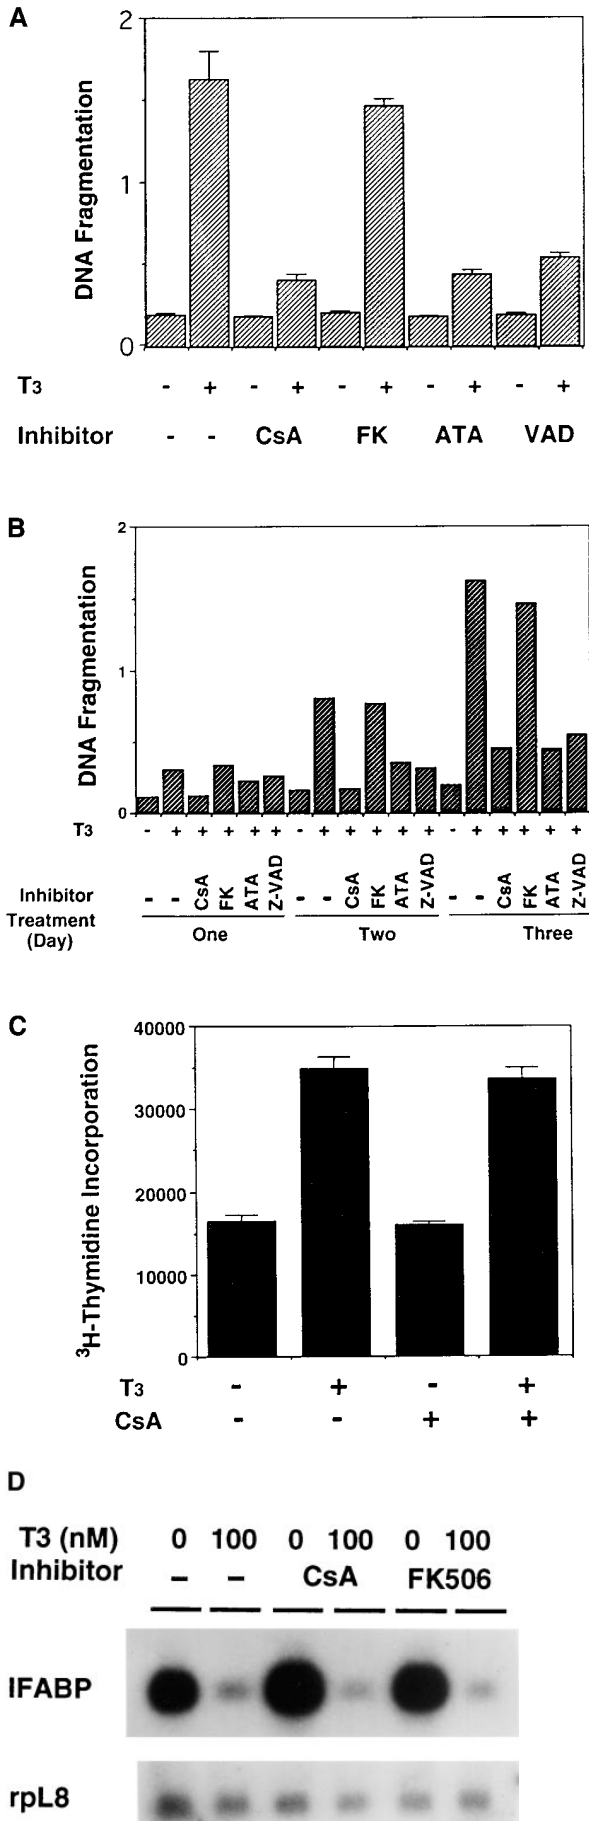 A
2
1
0
DNA Fragmentation
T3 - + - + - + - + - +
Inhibitor - - CsA FK ATA VAD
B
2
1
0
DNA Fragmentation
T3 - + + + + + - + + + + + - + + + + +
Inhibitor - - CsA FK ATA Z-VAD - - CsA FK ATA Z-VAD - - CsA FK ATA Z-VAD
Treatment
(Day)
One Two Three
C
40000
30000
20000
10000
0
³H-Thymidine Incorporation
T3 - + - +
CsA - - + +
D
T3 (nM) 0 100 0 100 0 100
Inhibitor - - CsA FK506
IFABP
rpL8